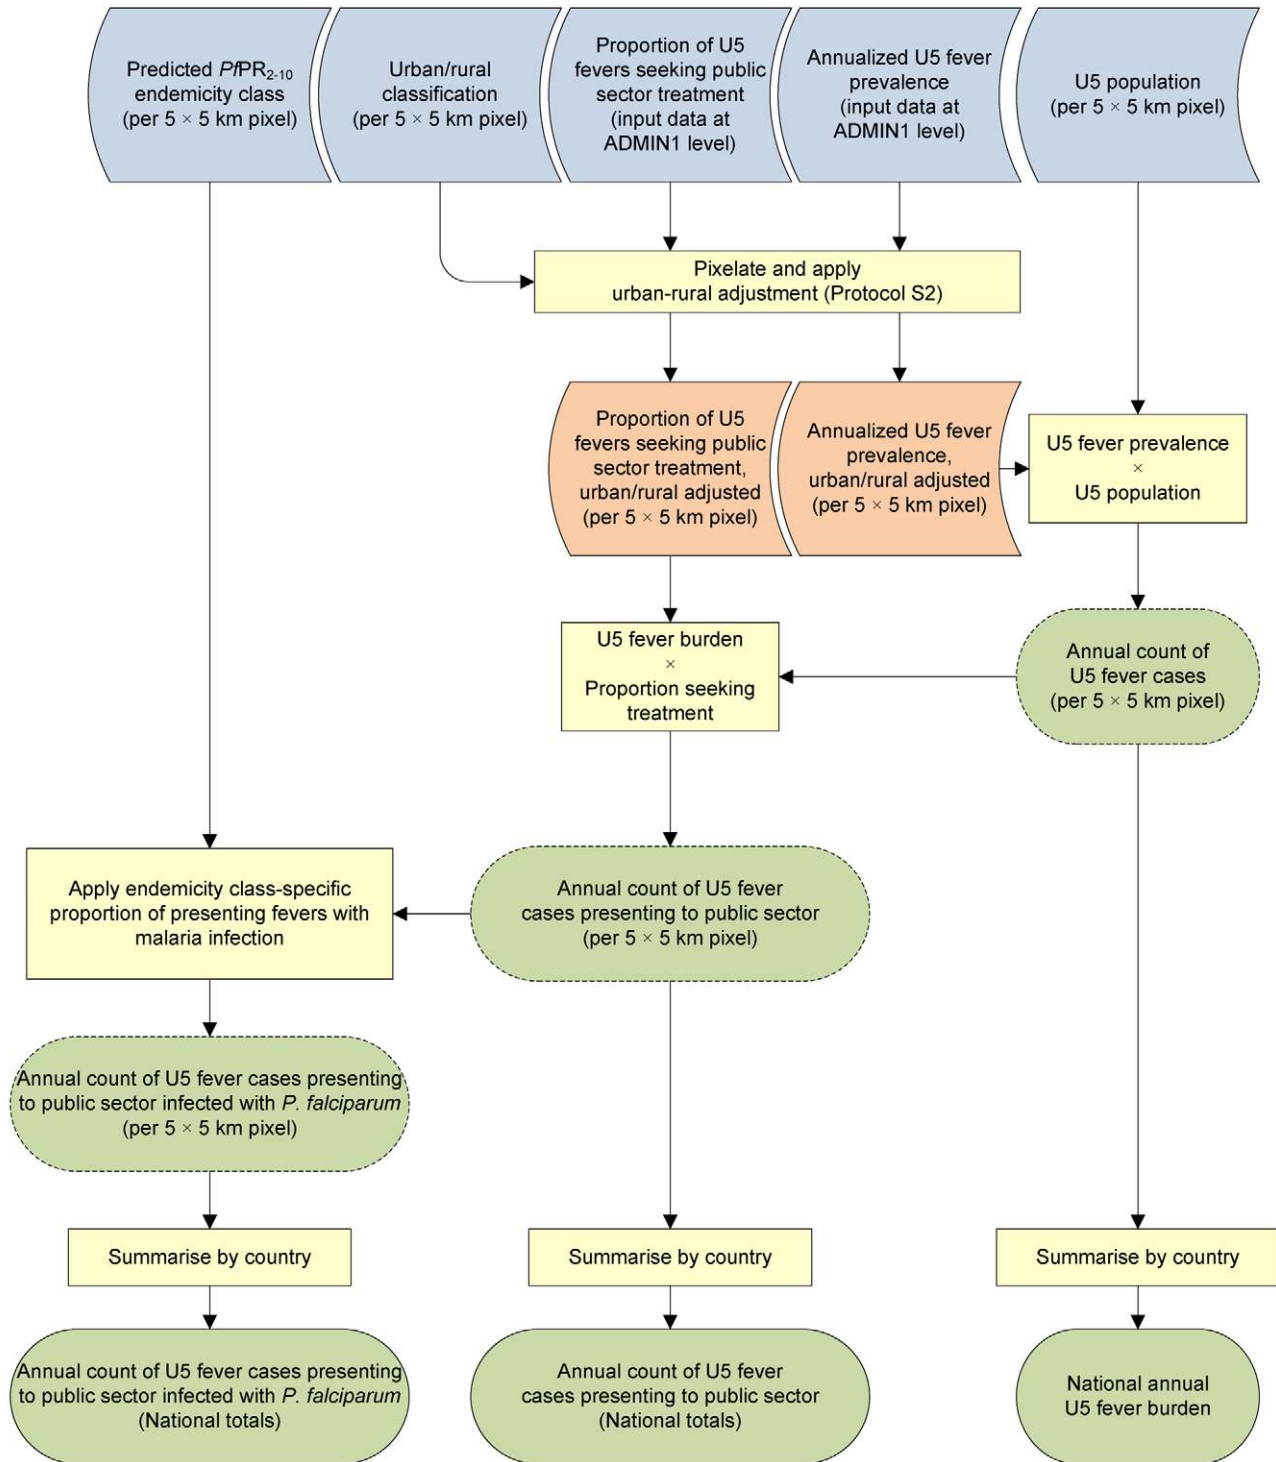 Predicted PfPR2-10
endemicity class
(per 5 × 5 km pixel)
Urban/rural
classification
(per 5 × 5 km pixel)
Proportion of U5
fevers seeking public
sector treatment
(input data at
ADMIN1 level)
Annualized U5 fever
prevalence
(input data at
ADMIN1 level)
U5 population
(per 5 × 5 km pixel)
Pixelate and apply
urban-rural adjustment (Protocol S2)
Proportion of U5
fevers seeking public
sector treatment,
urban/rural adjusted
(per 5 × 5 km pixel)
Annualized U5 fever
prevalence,
urban/rural adjusted
(per 5 × 5 km pixel)
U5 fever prevalence
×
U5 population
U5 fever burden
×
Proportion seeking
treatment
Annual count of
U5 fever cases
(per 5 × 5 km pixel)
Apply endemicity class-specific
proportion of presenting fevers with
malaria infection
Annual count of U5 fever
cases presenting to public sector
(per 5 × 5 km pixel)
Annual count of U5 fever cases presenting
to public sector infected with P. falciparum
(per 5 × 5 km pixel)
Summarise by country
Summarise by country
Summarise by country
Annual count of U5 fever cases presenting
to public sector infected with P. falciparum
(National totals)
Annual count of U5 fever
cases presenting to public sector
(National totals)
National annual
U5 fever burden